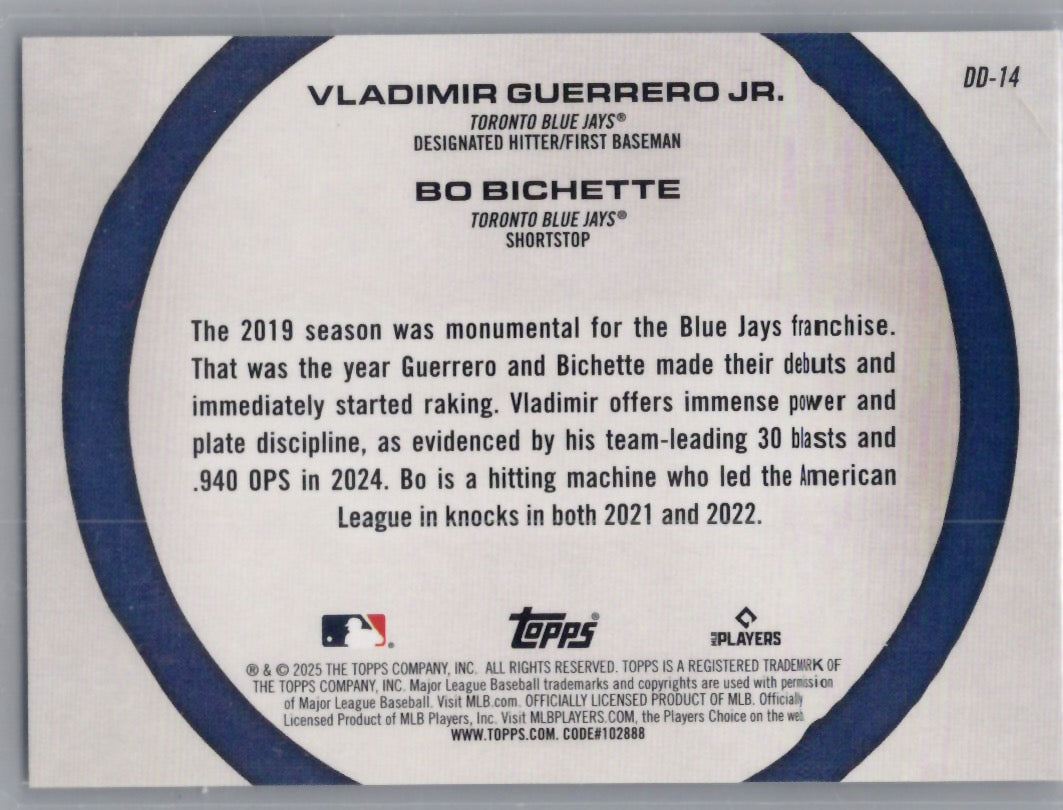 DD-14
VLADIMIR GUERRERO JR.
TORONTO BLUE JAYS®
DESIGNATED HITTER/FIRST BASEMAN
BO BICHETTE
TORONTO BLUE JAYS®
SHORTSTOP
The 2019 season was monumental for the Blue Jays franchise.
That was the year Guerrero and Bichette made their debuts and
immediately started raking. Vladimir offers immense power and
plate discipline, as evidenced by his team-leading 30 blasts and
.940 OPS in 2024. Bo is a hitting machine who led the American
League in knocks in both 2021 and 2022.
Topps®
MLB PLAYERS
® & © 2025 THE TOPPS COMPANY, INC. ALL RIGHTS RESERVED. TOPPS IS A REGISTERED TRADEMARK OF
THE TOPPS COMPANY, INC. Major League Baseball trademarks and copyrights are used with permission
of Major League Baseball. Visit MLB.com. OFFICIALLY LICENSED PRODUCT OF MLB. Officially
Licensed Product of MLB Players, Inc. Visit MLBPLAYERS.COM, the Players Choice on the web.
WWW.TOPPS.COM. CODE#102888